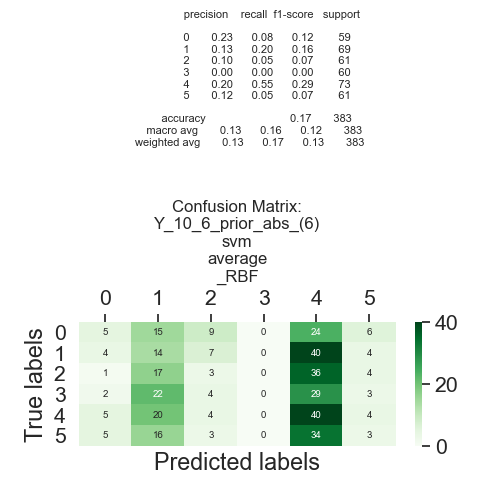 precision recall f1-score support
0 0.23 0.08 0.12 59
1 0.13 0.20 0.16 69
2 0.10 0.05 0.07 61
3 0.00 0.00 0.00 60
4 0.20 0.55 0.29 73
5 0.12 0.05 0.07 61
accuracy 0.17 383
macro avg 0.13 0.16 0.12 383
weighted avg 0.13 0.17 0.13 383
Confusion Matrix:
Y_10_6_prior_abs_(6)
svm
average
_RBF
0 1 2 3 4 5
0 5 15 9 0 24 6
1 4 14 7 0 40 4
2 1 17 3 0 36 4
3 2 22 4 0 29 3
4 5 20 4 0 40 4
5 5 16 3 0 34 3
True labels
Predicted labels
40
20
0